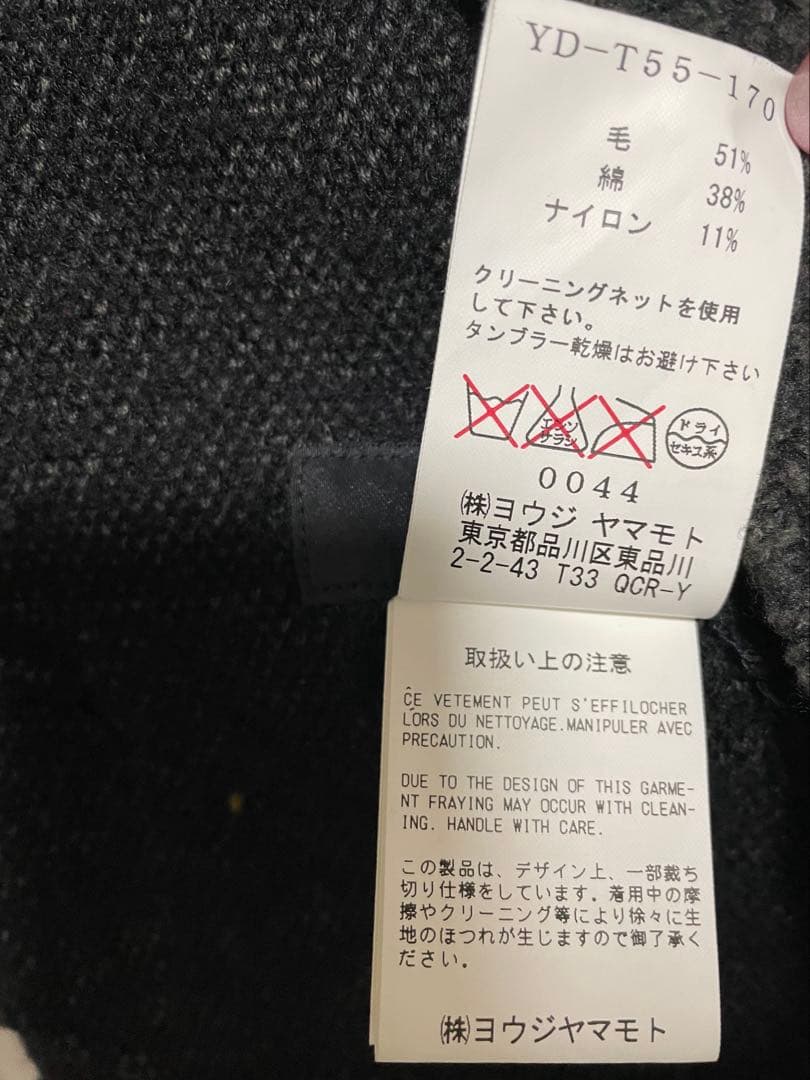 YD-T55-170
毛 51%
綿 38%
ナイロン 11%
クリーニングネットを使用
して下さい。
タンブラー乾燥はお避け下さい
エンソ
サラシ
ドライ
セキユ系
0044
㈱ヨウジ ヤマモト
東京都品川区東品川
2-2-43 T33 QCR-Y
取扱い上の注意
CE VETEMENT PEUT S'EFFILOCHER
LORS DU NETTOYAGE.MANIPULER AVEC
PRECAUTION.
DUE TO THE DESIGN OF THIS GARME-
NT FRAYING MAY OCCUR WITH CLEAN-
ING. HANDLE WITH CARE.
この製品は、デザイン上、一部裁ち
切り仕様をしています。着用中の摩
擦やクリーニング等により徐々に生
地のほつれが生じますので御了承く
ださい。
㈱ヨウジヤマモト